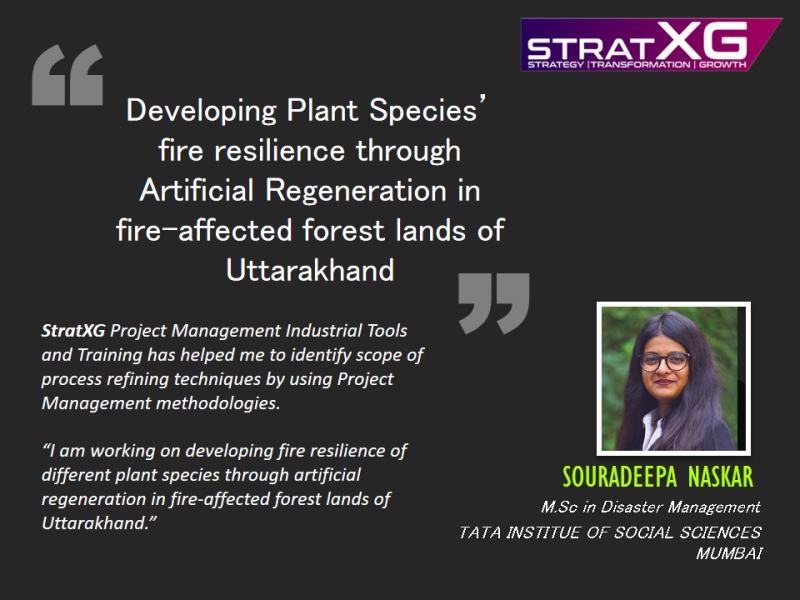 STRATXG
STRATEGY | TRANSFORMATION | GROWTH
“
Developing Plant Species’
fire resilience through
Artificial Regeneration in
fire-affected forest lands of
Uttarakhand
”
StratXG Project Management Industrial Tools
and Training has helped me to identify scope of
process refining techniques by using Project
Management methodologies.
“I am working on developing fire resilience of
different plant species through artificial
regeneration in fire-affected forest lands of
Uttarakhand.”
SOURADEEPA NASKAR
M.Sc in Disaster Management
TATA INSTITUE OF SOCIAL SCIENCES
MUMBAI